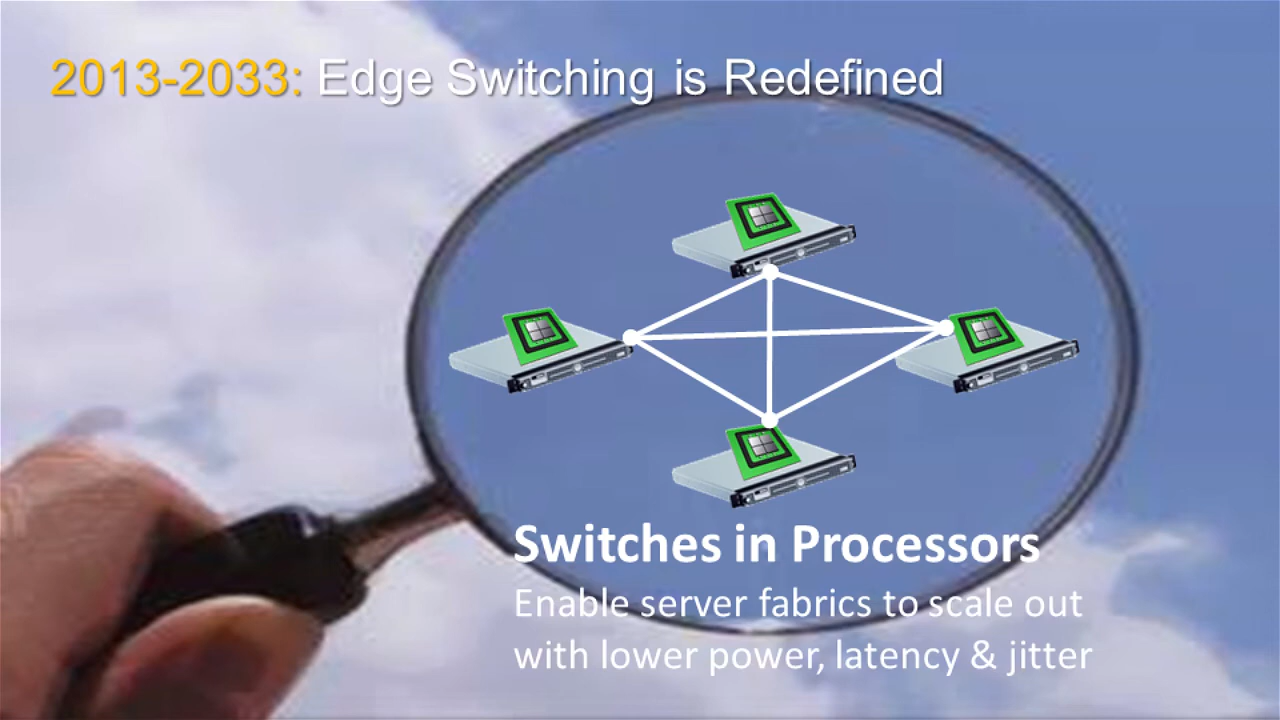 2013-2033: Edge Switching is Redefined
Switches in Processors
Enable server fabrics to scale out
with lower power, latency & jitter